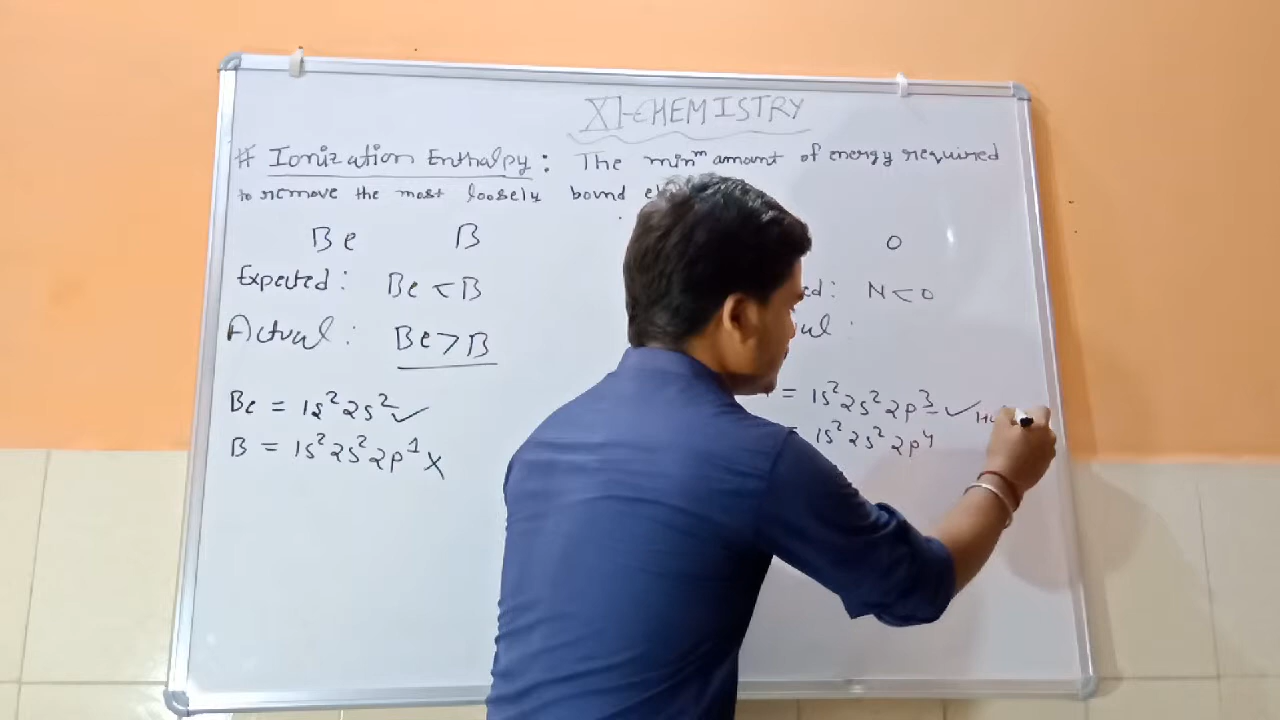 XI-CHEMISTRY
# Ionization Enthalpy : The minᵐ amount of energy required
to remove the most loosely bound
Be B
O
Expected : Be < B
N < O
Actual : Be > B
Be = 1s² 2s² ✓
= 1s² 2s² 2p³ ✓
B = 1s² 2s² 2p¹ X
= 1s² 2s² 2p⁴